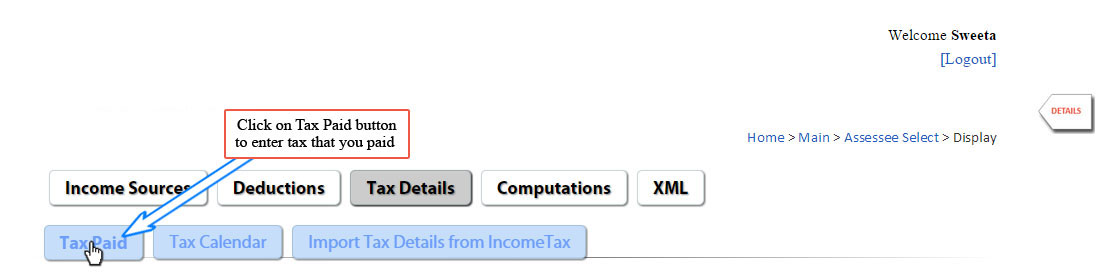 Welcome Sweeta
[Logout]
DETAILS
Click on Tax Paid button
to enter tax that you paid
Home > Main > Assessee Select > Display
Income Sources Deductions Tax Details Computations XML
Tax Paid Tax Calendar Import Tax Details from IncomeTax